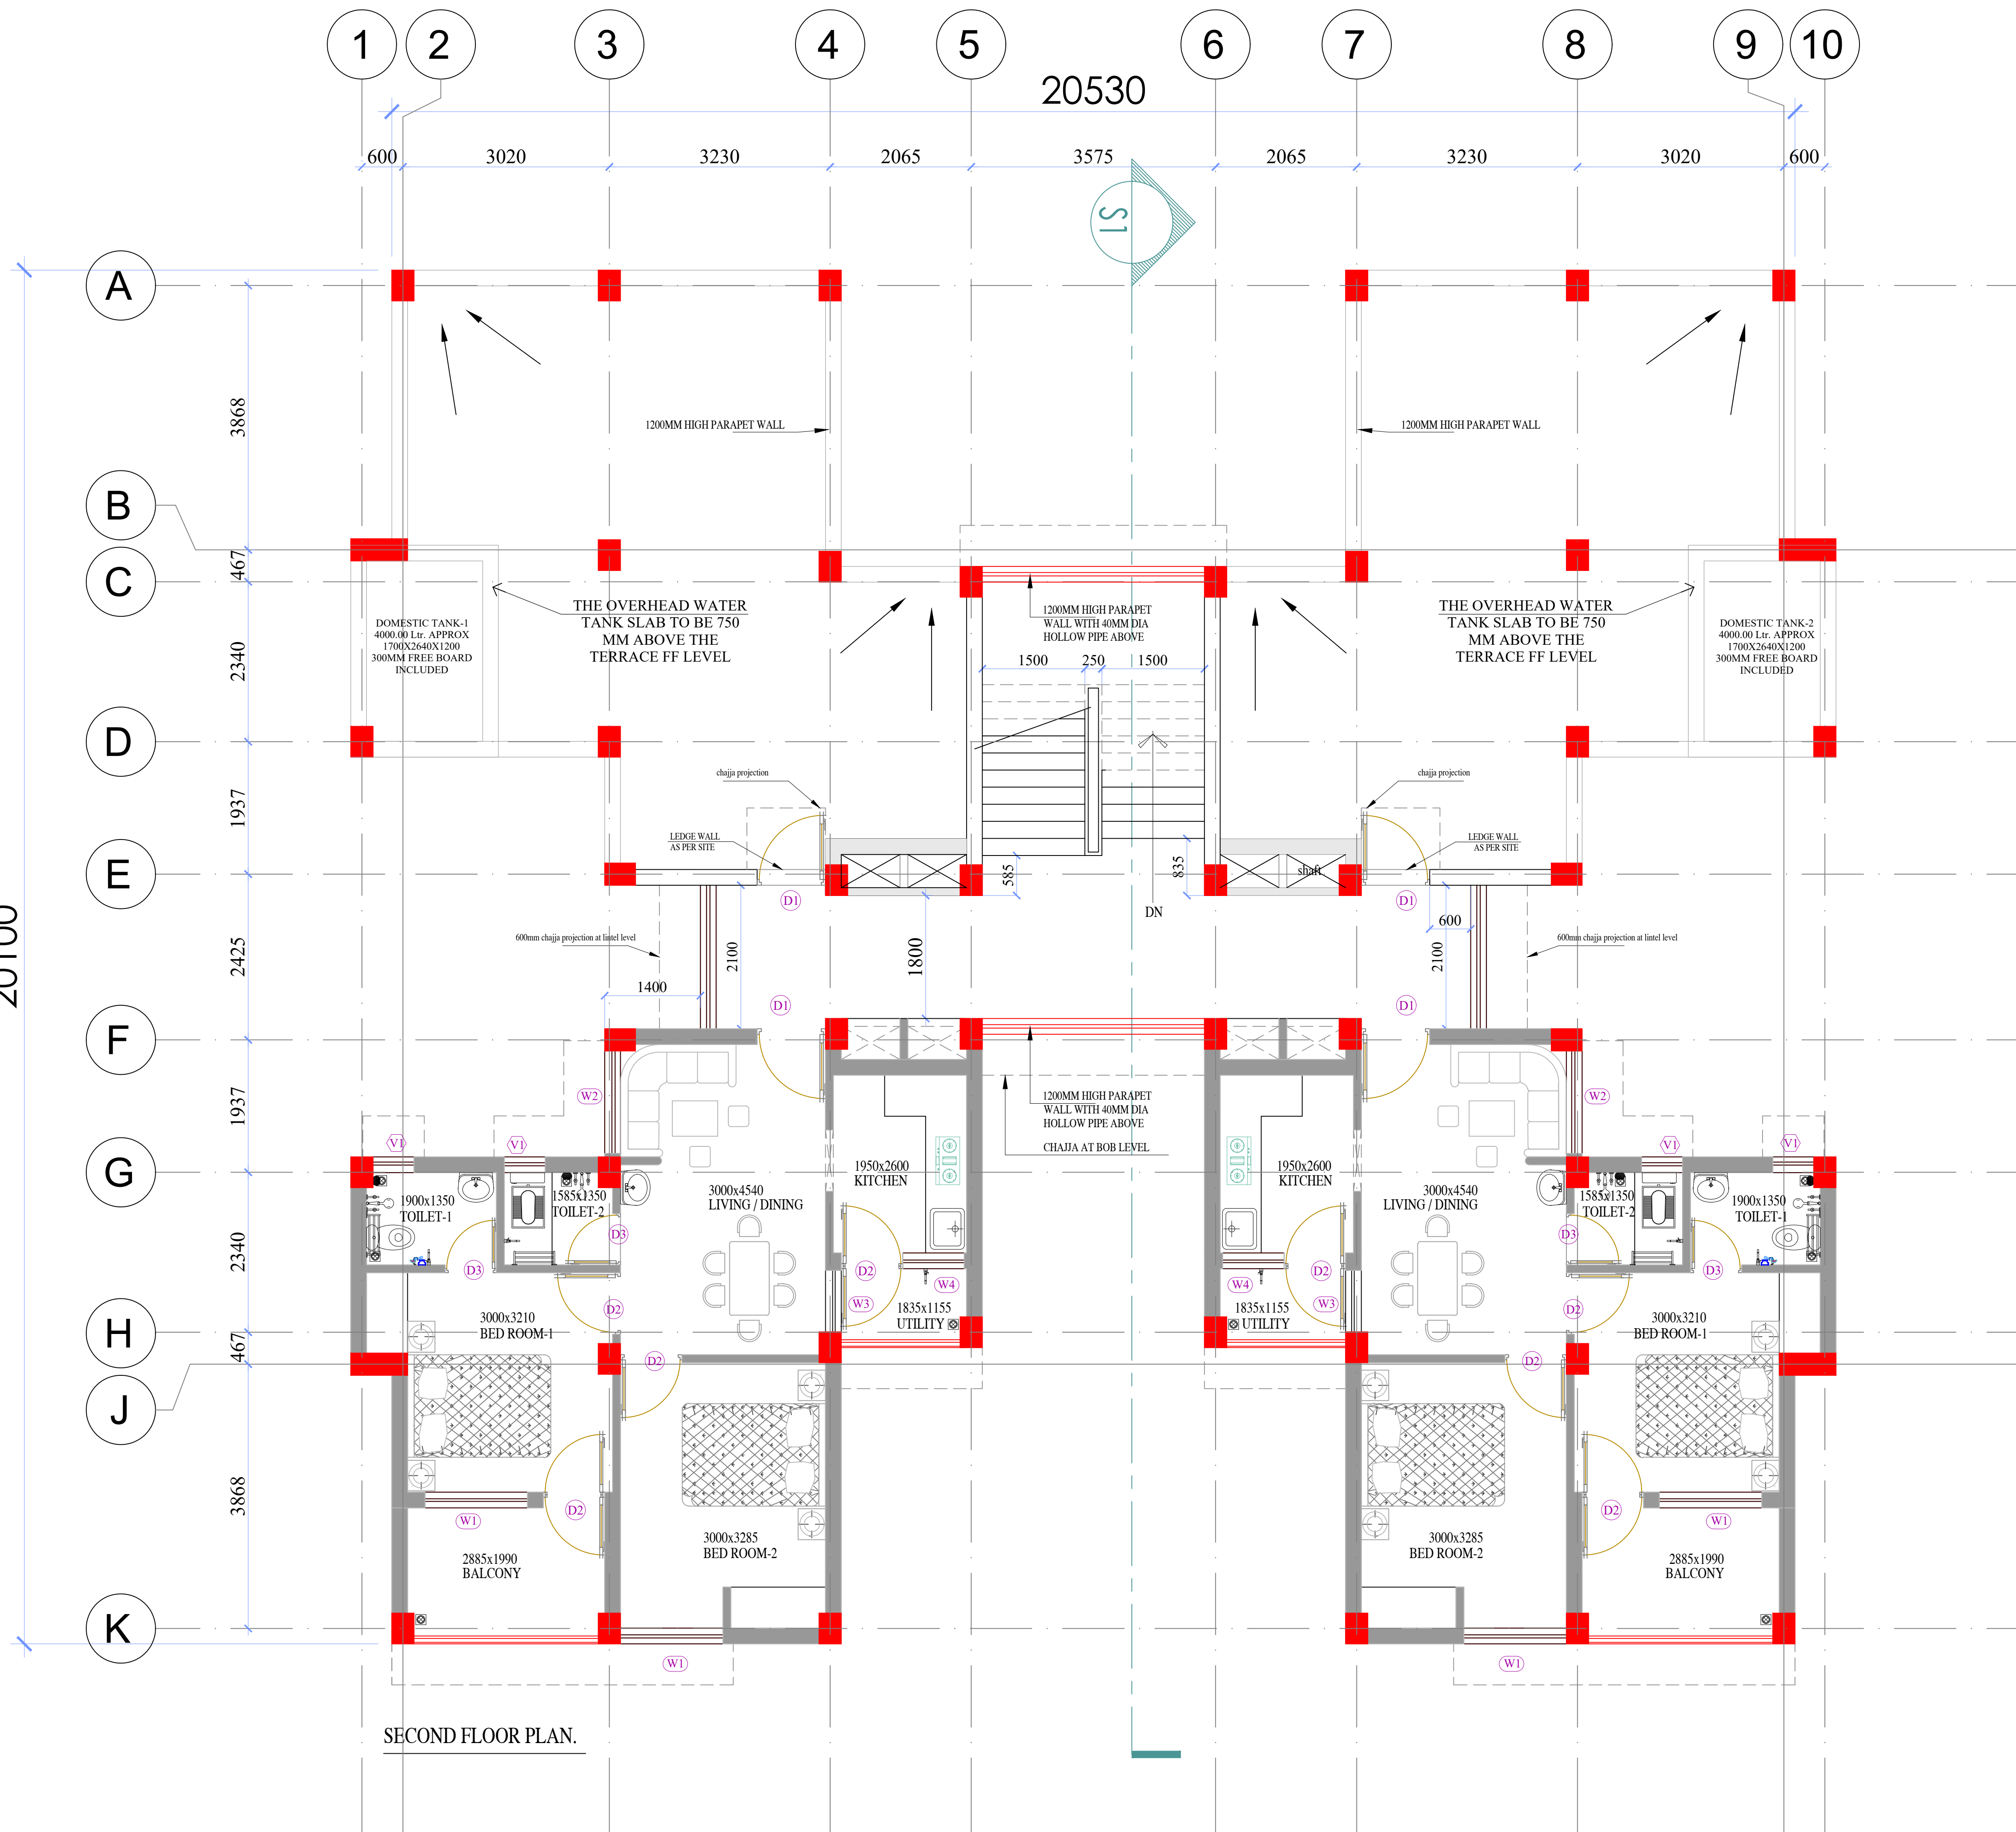 1 2 3 4 5 6 7 8 9 10
20530
600 3020 3230 2065 3575 2065 3230 3020 600
S1
A
3868
1200MM HIGH PARAPET WALL
1200MM HIGH PARAPET WALL
B
467
C
THE OVERHEAD WATER
TANK SLAB TO BE 750
MM ABOVE THE
TERRACE FF LEVEL
DOMESTIC TANK-1
4000.00 Ltr. APPROX
1700X2640X1200
300MM FREE BOARD
INCLUDED
1200MM HIGH PARAPET
WALL WITH 40MM DIA
HOLLOW PIPE ABOVE
THE OVERHEAD WATER
TANK SLAB TO BE 750
MM ABOVE THE
TERRACE FF LEVEL
DOMESTIC TANK-2
4000.00 Ltr. APPROX
1700X2640X1200
300MM FREE BOARD
INCLUDED
2340
1500 250 1500
D
1937
chajja projection
chajja projection
LEDGE WALL
AS PER SITE
LEDGE WALL
AS PER SITE
E
585
835
shaft
D1
D1
DN
600
20100
2425
600mm chajja projection at lintel level
600mm chajja projection at lintel level
2100
1800
2100
1400
D1
D1
F
1937
W2
W2
1200MM HIGH PARAPET
WALL WITH 40MM DIA
HOLLOW PIPE ABOVE
CHAJJA AT BOB LEVEL
V1
V1
V1
V1
G
1950x2600
KITCHEN
1950x2600
KITCHEN
1900x1350
TOILET-1
1585x1350
TOILET-2
3000x4540
LIVING / DINING
3000x4540
LIVING / DINING
1585x1350
TOILET-2
1900x1350
TOILET-1
D3
D3
2340
D3
D2
W4
W4
D2
D3
D2
W3
1835x1155
UTILITY
1835x1155
UTILITY
W3
D2
3000x3210
BED ROOM-1
3000x3210
BED ROOM-1
H
467
D2
D2
J
3868
W1
D2
D2
W1
3000x3285
BED ROOM-2
3000x3285
BED ROOM-2
2885x1990
BALCONY
2885x1990
BALCONY
K
W1
W1
SECOND FLOOR PLAN.